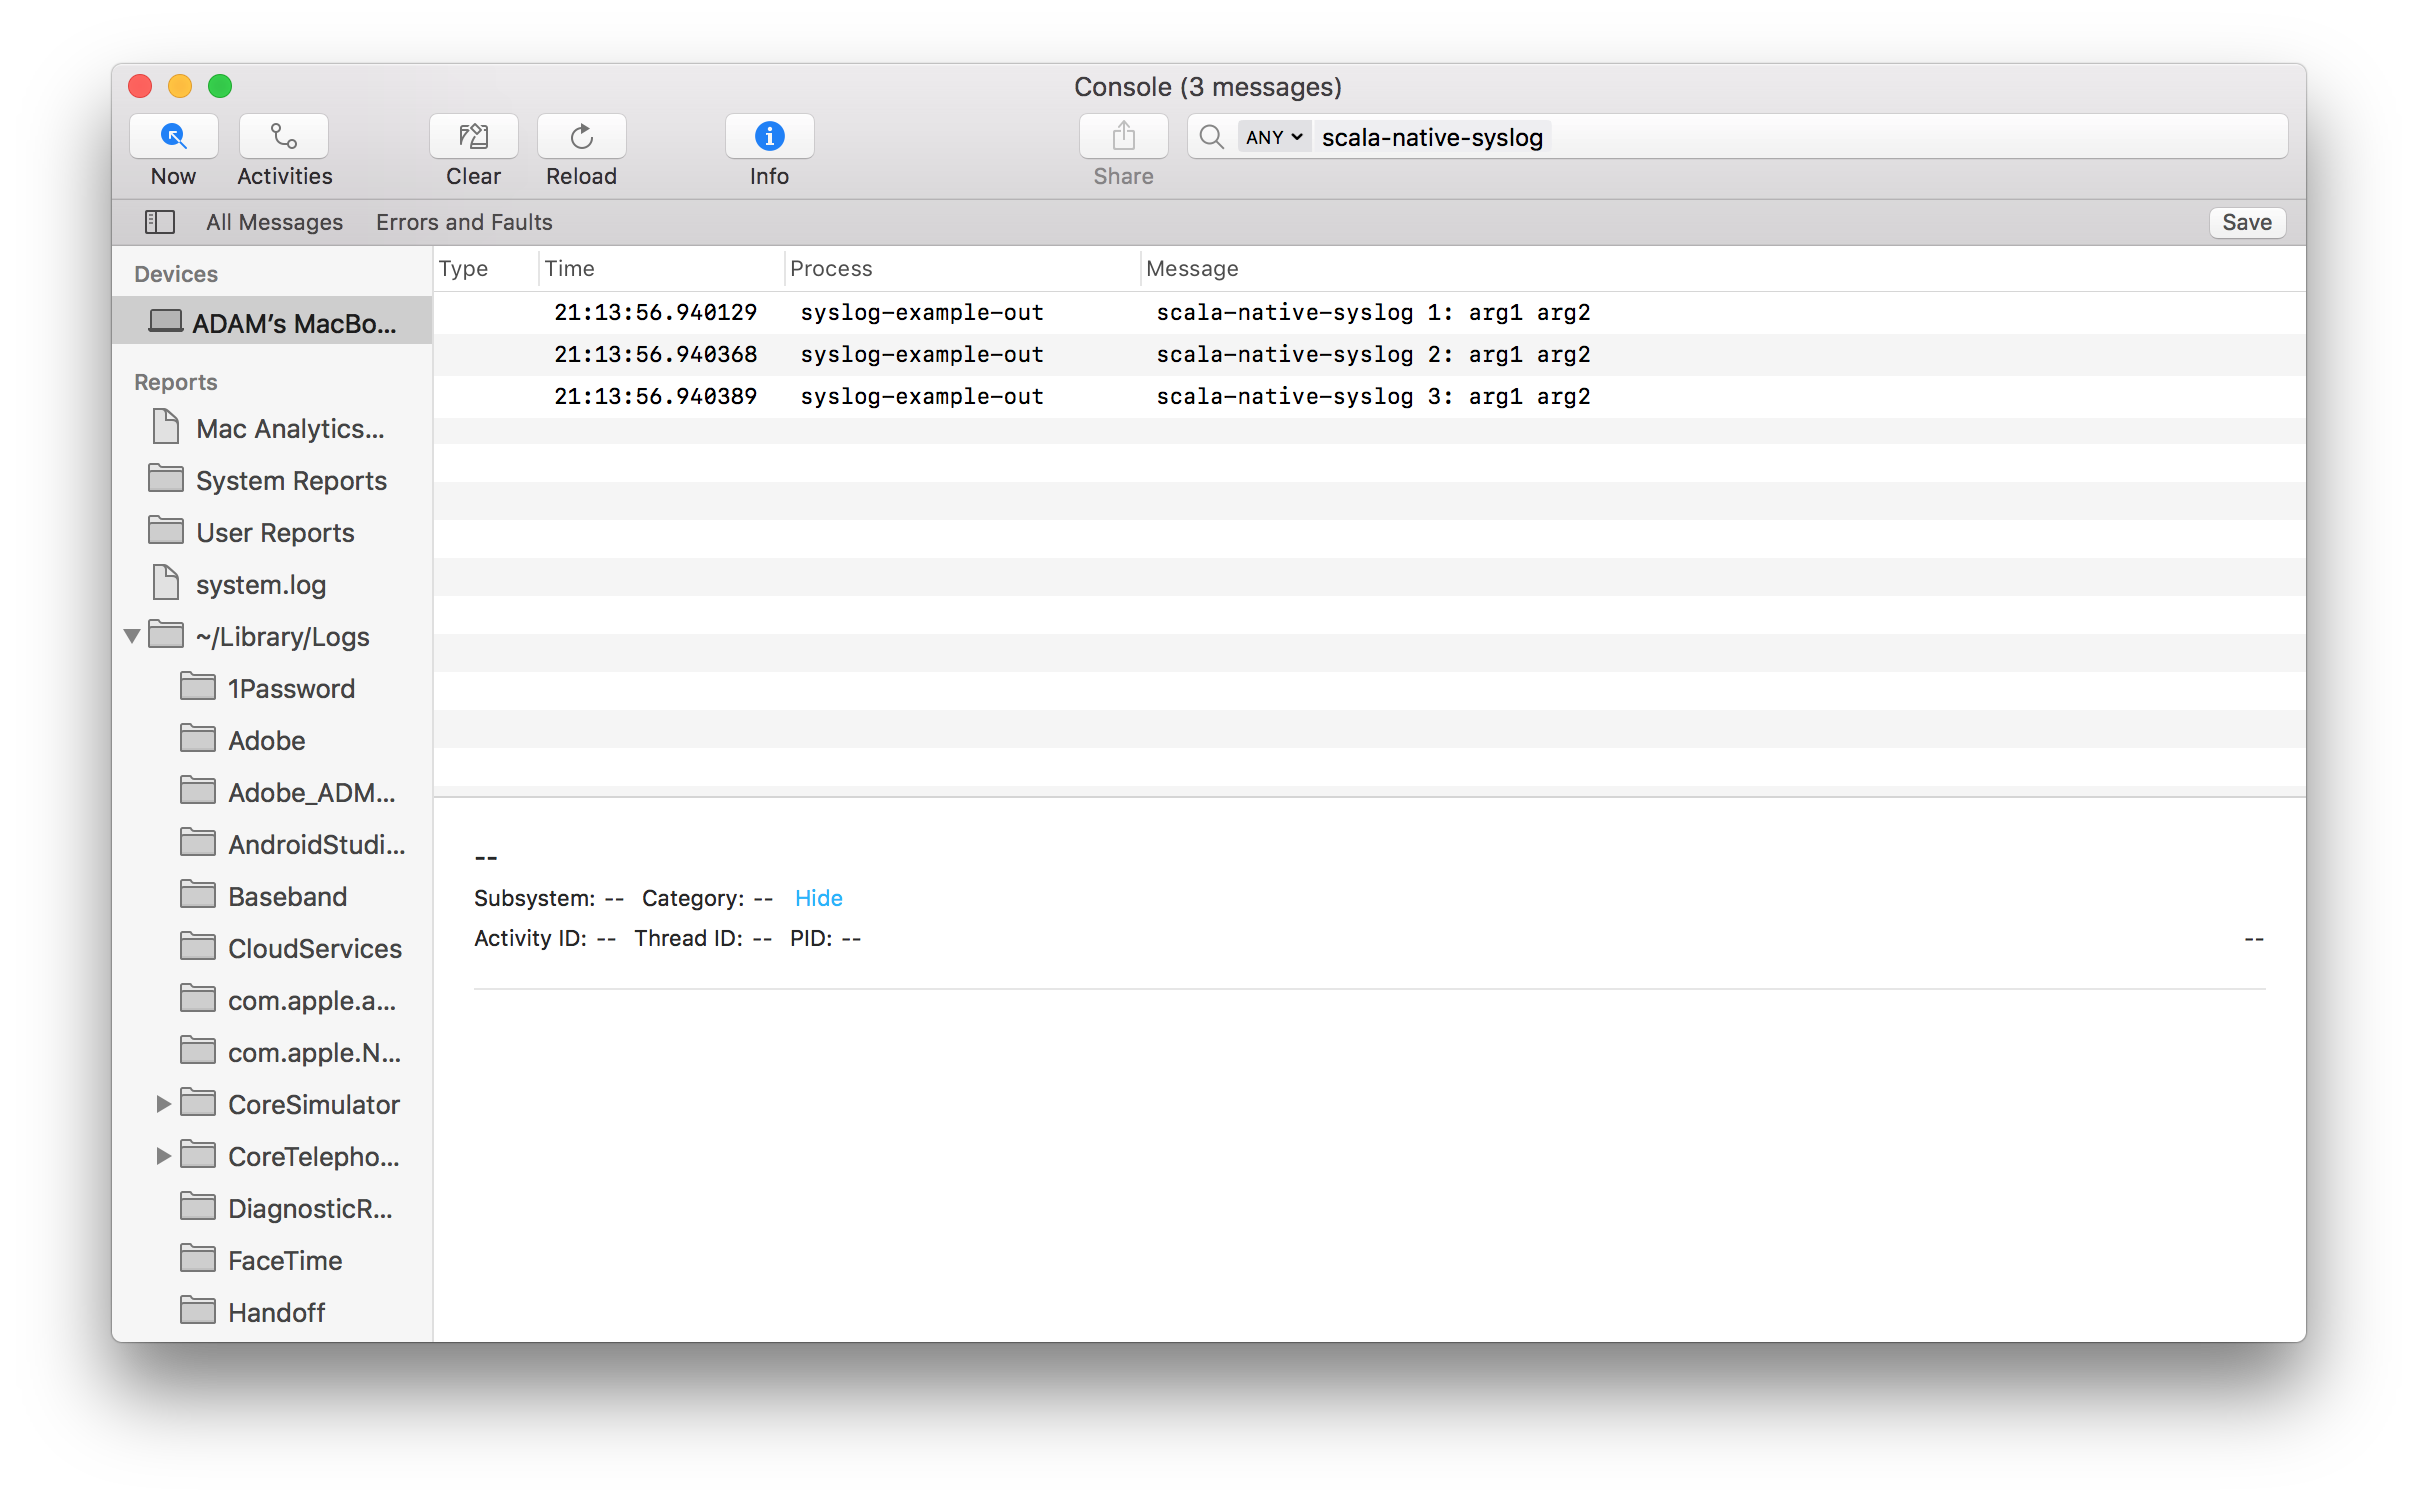 Console (3 messages)
ANY scala-native-syslog
Now Activities Clear Reload Info Share
All Messages Errors and Faults Save
Devices
ADAM’s MacBo...
Reports
Mac Analytics...
System Reports
User Reports
system.log
~/Library/Logs
1Password
Adobe
Adobe_ADM...
AndroidStudi...
Baseband
CloudServices
com.apple.a...
com.apple.N...
CoreSimulator
CoreTelepho...
DiagnosticR...
FaceTime
Handoff
Type Time Process Message
21:13:56.940129 syslog-example-out scala-native-syslog 1: arg1 arg2
21:13:56.940368 syslog-example-out scala-native-syslog 2: arg1 arg2
21:13:56.940389 syslog-example-out scala-native-syslog 3: arg1 arg2
--
Subsystem: -- Category: -- Hide
Activity ID: -- Thread ID: -- PID: -- --